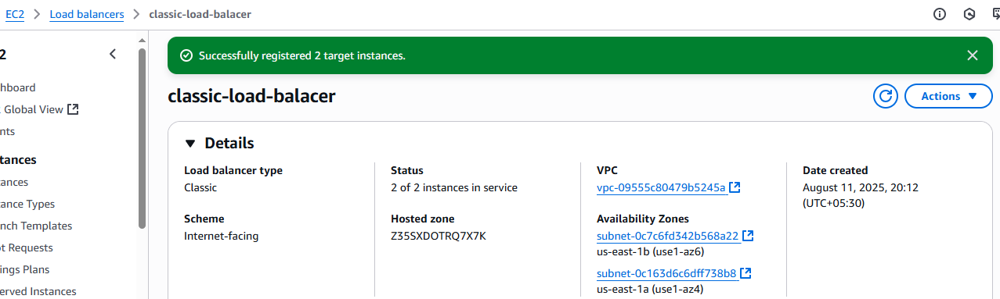 EC2 > Load balancers > classic-load-balacer
Successfully registered 2 target instances.
2
hboard
Global View
nts
tances
ances
ance Types
nch Templates
ot Requests
ings Plans
erved Instances
classic-load-balacer
Actions
Details
Load balancer type
Classic
Scheme
Internet-facing
Status
2 of 2 instances in service
Hosted zone
Z35SXDOTRQ7X7K
VPC
vpc-09555c80479b5245a
Availability Zones
subnet-0c7c6fd342b568a22
us-east-1b (use1-az6)
subnet-0c163d6c6dff738b8
us-east-1a (use1-az4)
Date created
August 11, 2025, 20:12
(UTC+05:30)